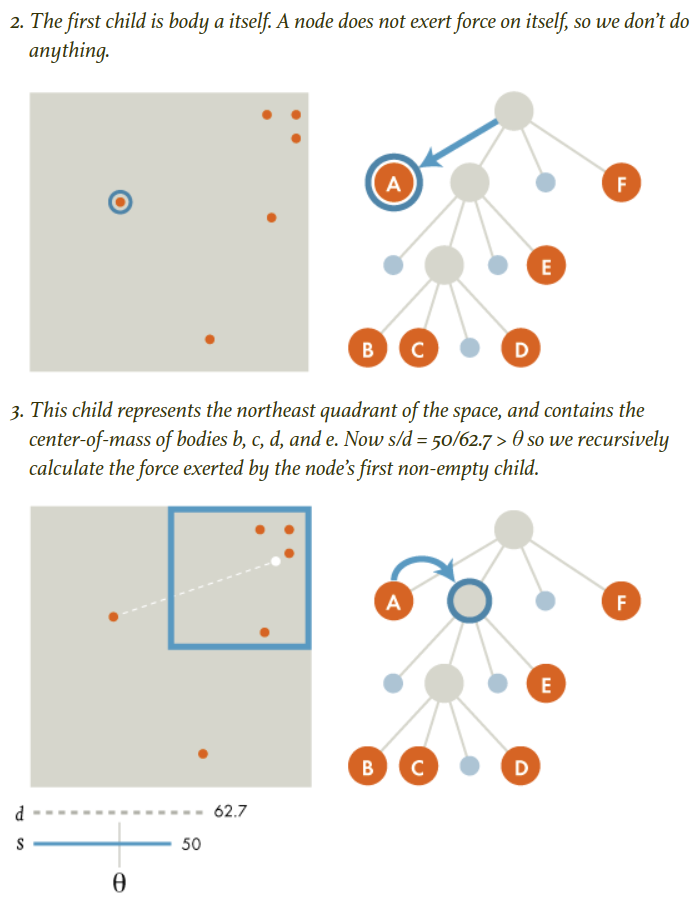 2. The first child is body a itself. A node does not exert force on itself, so we don't do
anything.
A
F
E
B C D
3. This child represents the northeast quadrant of the space, and contains the
center-of-mass of bodies b, c, d, and e. Now s/d = 50/62.7 > θ so we recursively
calculate the force exerted by the node's first non-empty child.
A
F
E
B C D
d 62.7
s 50
θ